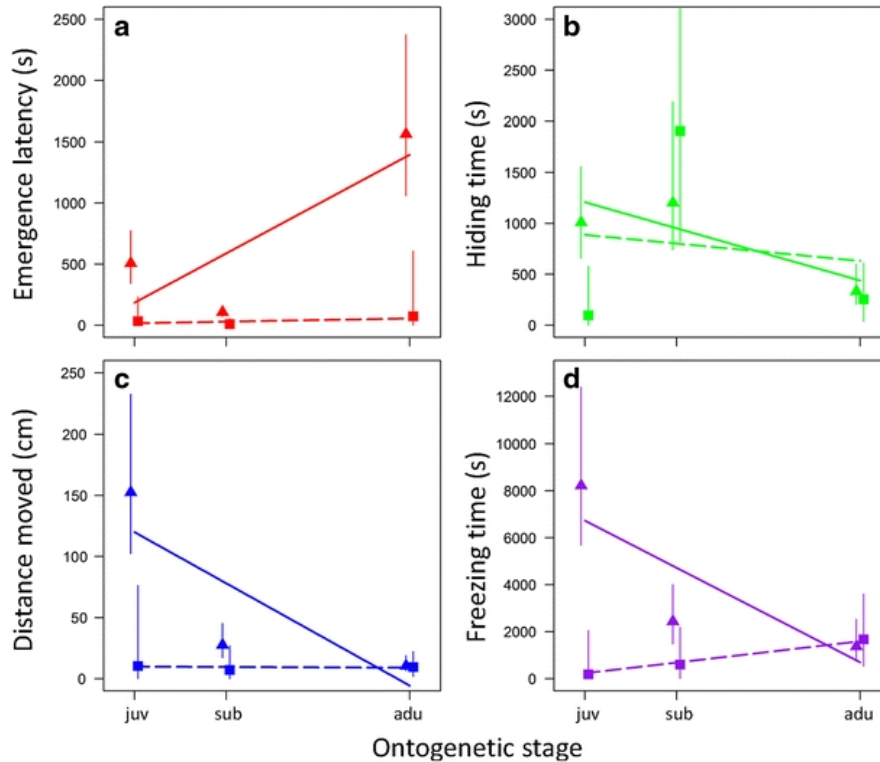 a
Emergence latency (s)
2500
2000
1500
1000
500
0
b
Hiding time (s)
3000
2500
2000
1500
1000
500
0
c
Distance moved (cm)
250
200
150
100
50
0
juv sub adu
d
Freezing time (s)
12000
10000
8000
6000
4000
2000
0
juv sub adu
Ontogenetic stage